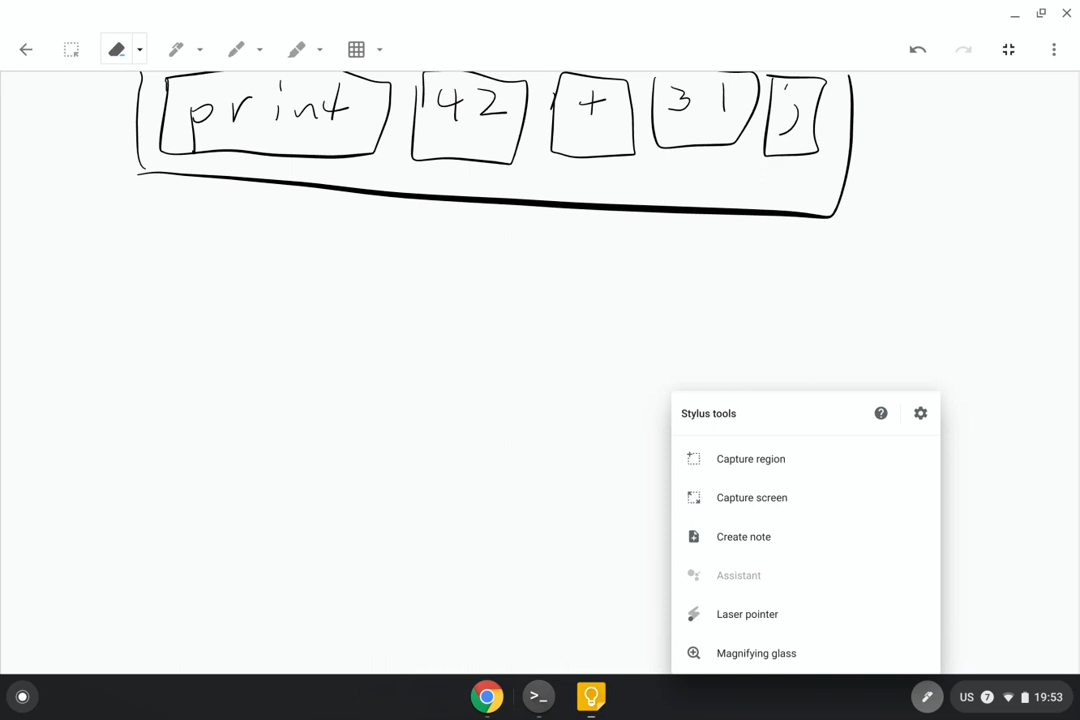 print 42 + 31 ;
Stylus tools
Capture region
Capture screen
Create note
Assistant
Laser pointer
Magnifying glass
US 7 19:53